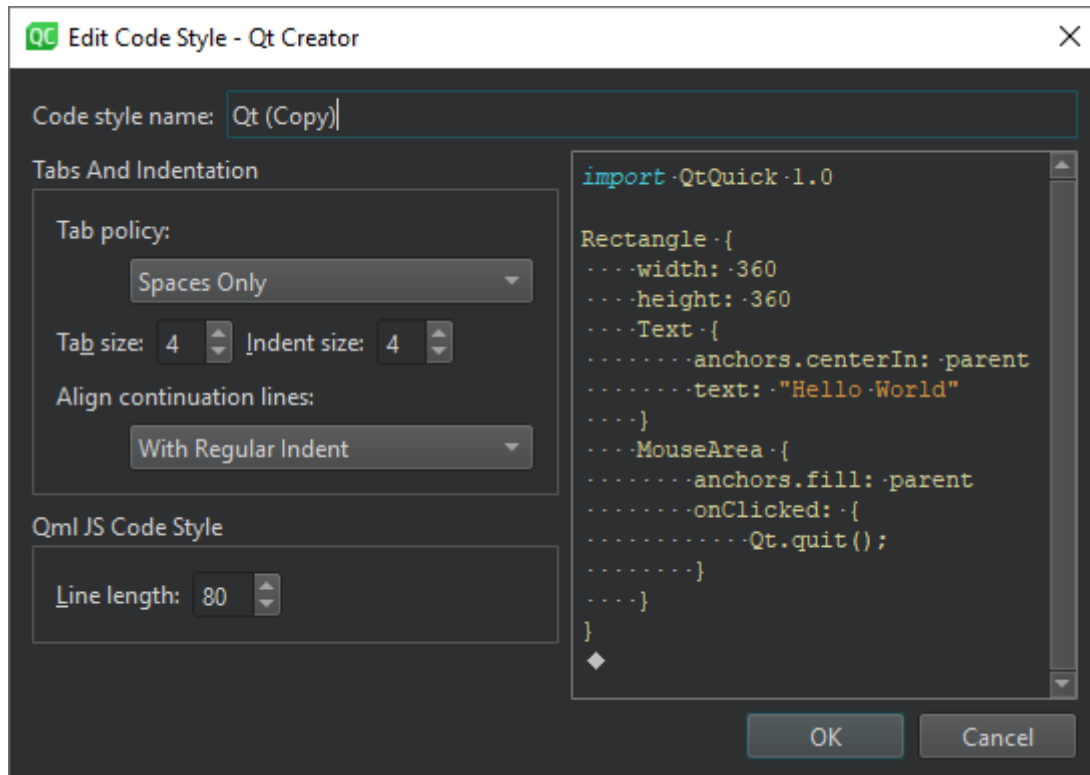 QC Edit Code Style - Qt Creator
Code style name: Qt (Copy)
Tabs And Indentation
Tab policy:
Spaces Only
Tab size: 4 Indent size: 4
Align continuation lines:
With Regular Indent
Qml JS Code Style
Line length: 80
import·QtQuick·1.0

Rectangle·{
····width:·360
····height:·360
····Text·{
········anchors.centerIn:·parent
········text:·"Hello·World"
····}
····MouseArea·{
········anchors.fill:·parent
········onClicked:·{
············Qt.quit();
········}
····}
}
OK Cancel